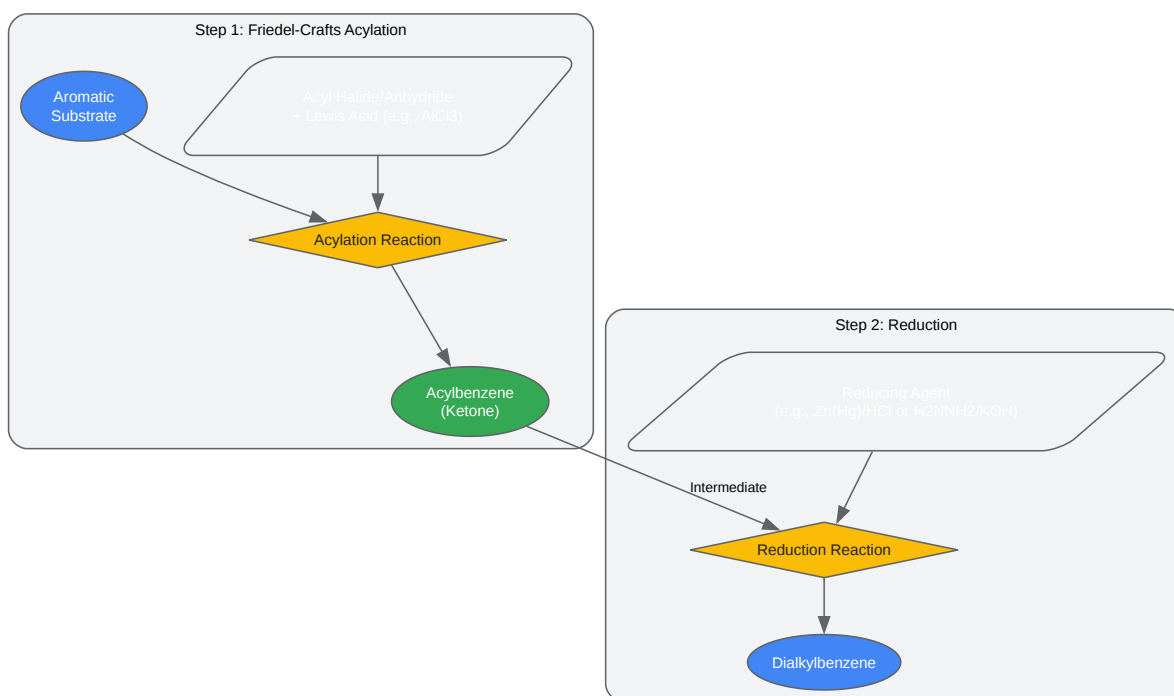 Step 1: Friedel-Crafts Acylation
Aromatic
Substrate
Acyl Halide/Anhydride
+ Lewis Acid (e.g., AlCl3)
Acylation Reaction
Acylbenzene
(Ketone)
Step 2: Reduction
Reducing Agent
(e.g., Zn(Hg)/HCl or H2NNH2/KOH)
Intermediate
Reduction Reaction
Dialkylbenzene